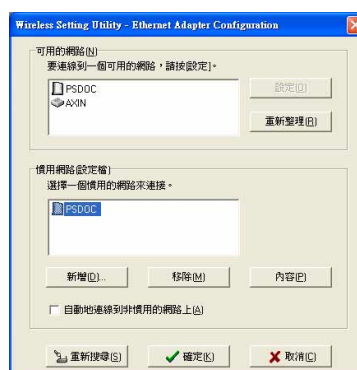 Wireless Setting Utility - Ethernet Adapter Configuration
可用的網路(N)
要連線到一個可用的網路，請按[設定]。
PSDOC
AXIN
設定(O)
重新整理(R)
慣用網路(設定檔)
選擇一個慣用的網路來連接。
PSDOC
新增(D)...
移除(M)
內容(P)
自動地連線到非慣用的網路上(A)
重新搜尋(S)
確定(K)
取消(C)